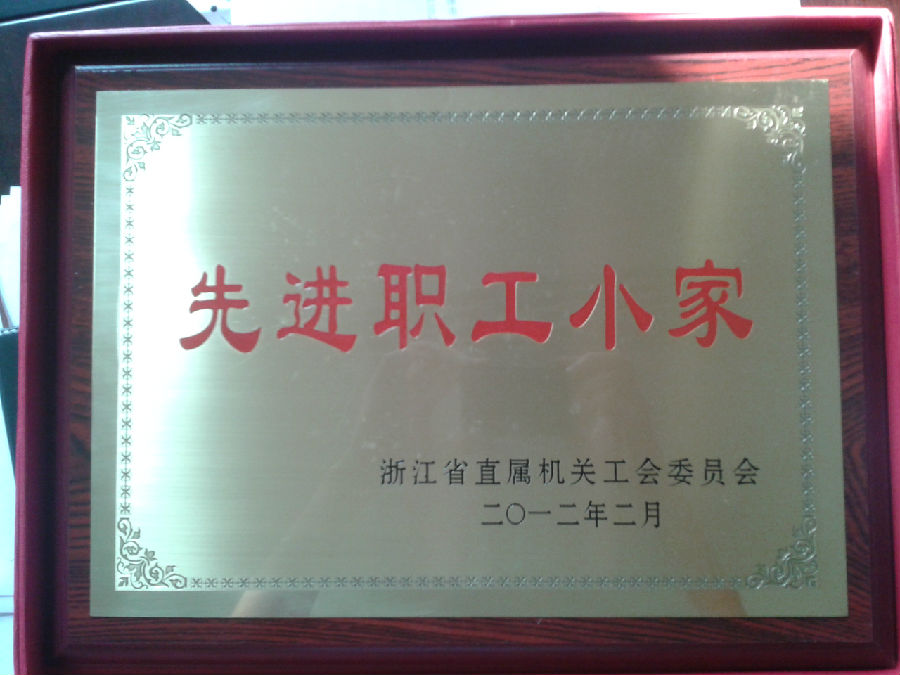 先进职工小家
浙江省直属机关工会委员会
二〇一二年二月